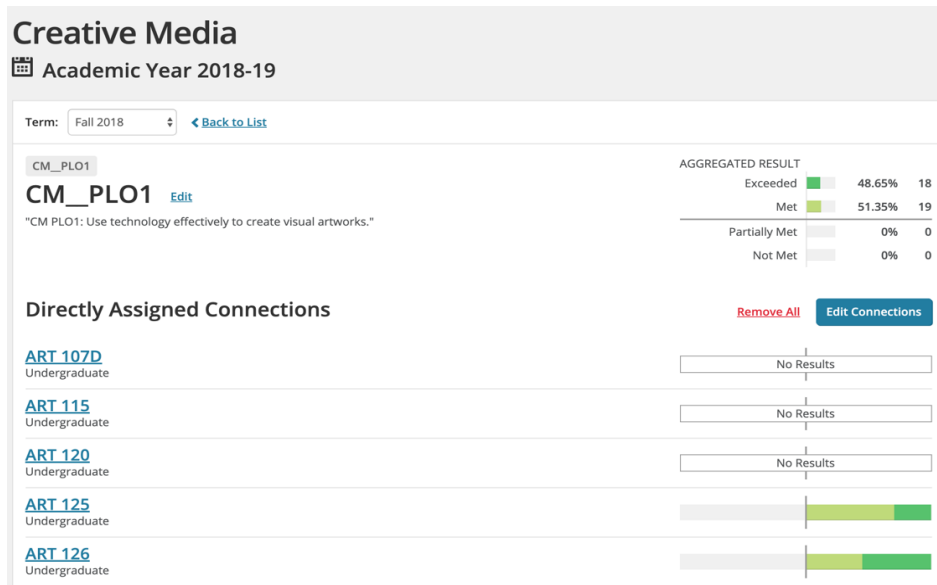 Creative Media
Academic Year 2018-19
Term: Fall 2018 Back to List
CM__PLO1
CM__PLO1 Edit
"CM PLO1: Use technology effectively to create visual artworks."
AGGREGATED RESULT
Exceeded 48.65% 18
Met 51.35% 19
Partially Met 0% 0
Not Met 0% 0
Directly Assigned Connections Remove All Edit Connections
ART 107D
Undergraduate
No Results
ART 115
Undergraduate
No Results
ART 120
Undergraduate
No Results
ART 125
Undergraduate
ART 126
Undergraduate